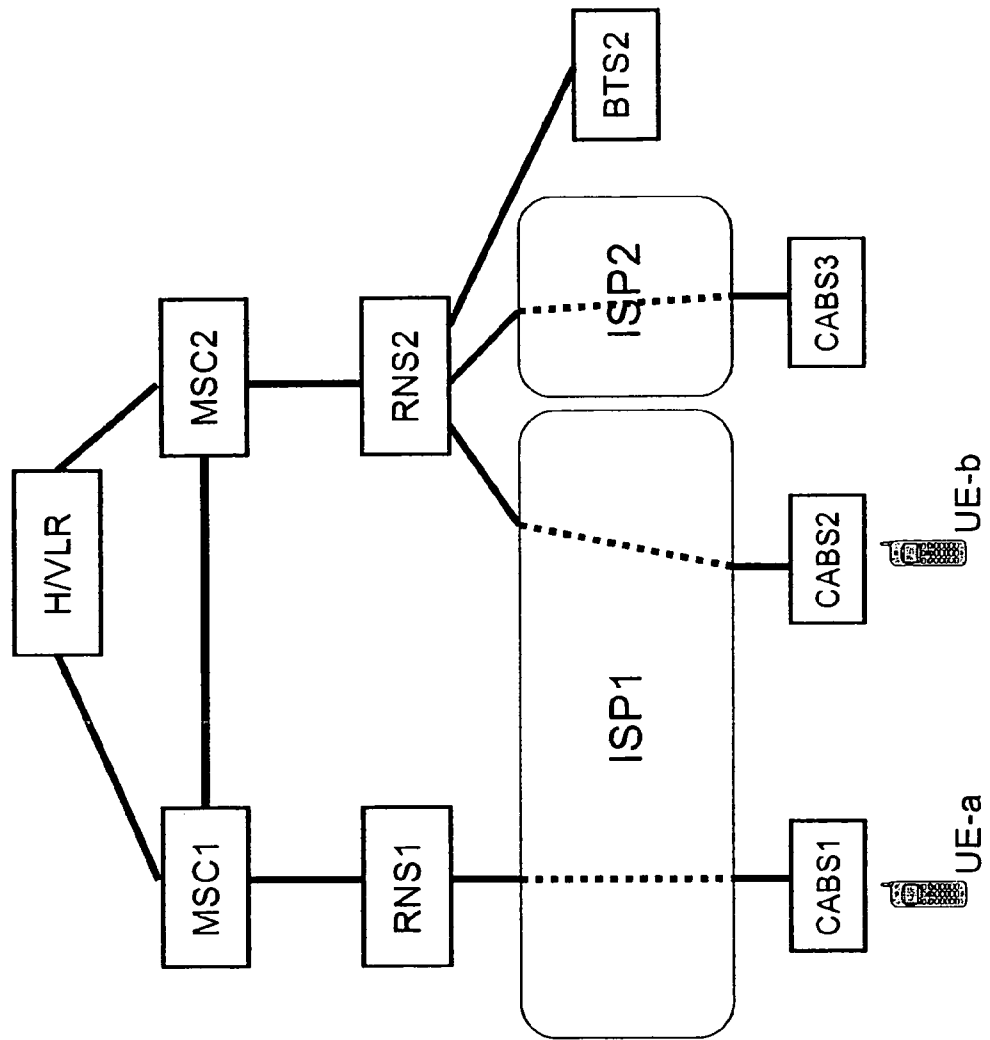 H/VLR
MSC1
MSC2
RNS1
RNS2
ISP1
ISP2
BTS2
CABS1
CABS2
CABS3
UE-a
UE-b